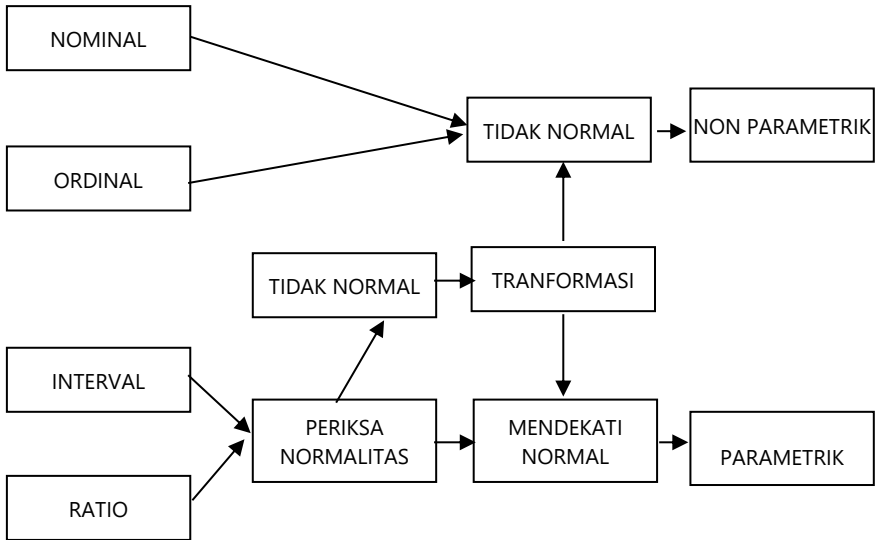 NOMINAL
TIDAK NORMAL
NON PARAMETRIK
ORDINAL
TIDAK NORMAL
TRANFORMASI
INTERVAL
PERIKSA
NORMALITAS
MENDEKATI
NORMAL
PARAMETRIK
RATIO